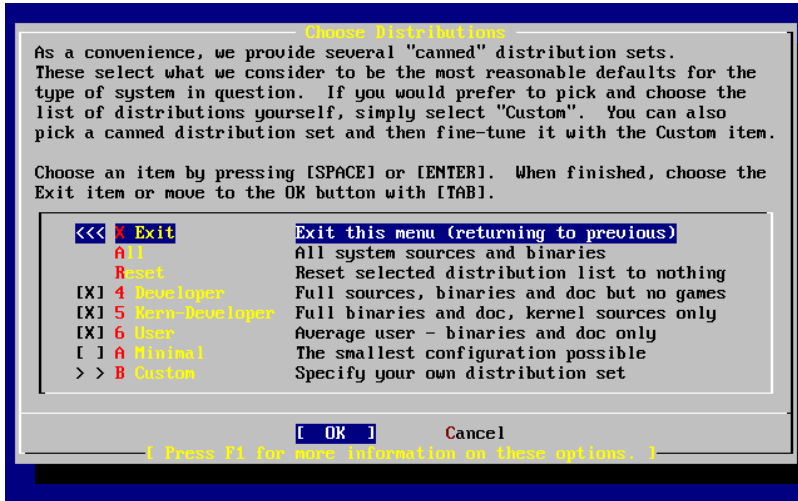 Choose Distributions
As a convenience, we provide several "canned" distribution sets.
These select what we consider to be the most reasonable defaults for the
type of system in question.  If you would prefer to pick and choose the
list of distributions yourself, simply select "Custom".  You can also
pick a canned distribution set and then fine-tune it with the Custom item.
Choose an item by pressing [SPACE] or [ENTER].  When finished, choose the
Exit item or move to the OK button with [TAB].
<<< X Exit Exit this menu (returning to previous)
All All system sources and binaries
Reset Reset selected distribution list to nothing
[X] 4 Developer Full sources, binaries and doc but no games
[X] 5 Kern-Developer Full binaries and doc, kernel sources only
[X] 6 User Average user - binaries and doc only
[ ] A Minimal The smallest configuration possible
> > B Custom Specify your own distribution set
[ OK ] Cancel
[ Press F1 for more information on these options. ]